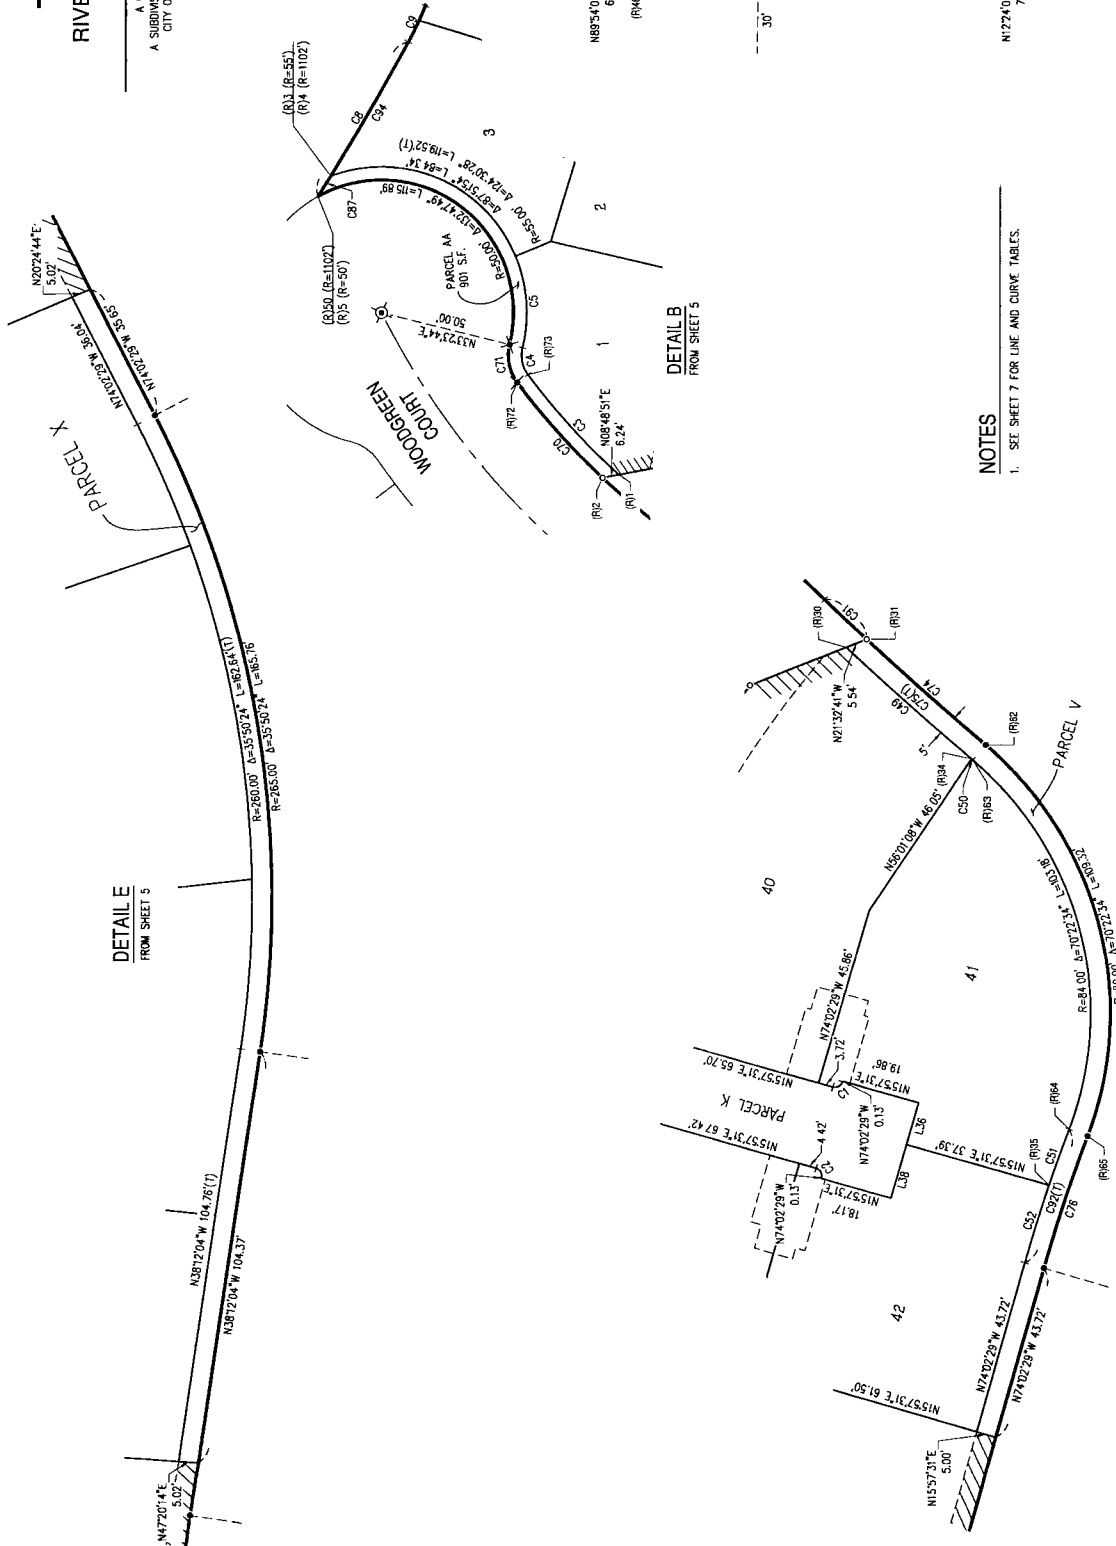 RIVE
A SUBDIVIS
CITY O
N20°24'44"E
5.02'
N74°02'29"W 36.04'
N74°02'29"W 35.65'
PARCEL X
R=260.00' Δ=35°50'24" L=162.64'(T)
R=265.00' Δ=35°50'24" L=165.76'
N38°12'04"W 104.76'(T)
N38°12'04"W 104.37'
N47°20'14"E
5.02'
DETAIL E
FROM SHEET 5
(R)3 (R=55')
(R)4 (R=1102')
C9
C8
C94
C87
3
R=55.00' Δ=124°30'28" L=119.52'(T)
Δ=87°51'54" L=84.34'
R=50.00' Δ=132°47'49" L=115.89'
(R)50 (R=1102')
(R)5 (R=50')
PARCEL AA
901 S.F.
N33°23'44"E
50.00'
2
C5
1
C71
C4
(R)73
(R)72
C70
C3
N08°48'51"E
6.24'
(R)2
(R)1
WOODGREEN
COURT
DETAIL B
FROM SHEET 5
N89°54'0
6
(R)48
30'
N12°24'0
7
NOTES
1. SEE SHEET 7 FOR LINE AND CURVE TABLES.
C91
(R)30
(R)31
N21°32'41"W
5.54'
C49
C75(T)
C74
5'
(R)62
(R)34
C50
(R)63
PARCEL V
N56°01'08"W 46.05'
40
R=84.00' Δ=70°22'34" L=103.18'
R=89.00' Δ=70°22'34" L=109.32'
N74°02'29"W 45.86'
41
N15°57'31"E 65.70'
3.72'
N15°57'31"E
19.86'
PARCEL K
N74°02'29"W
0.13'
N15°57'31"E 67.42'
4.42'
C2
L36
N15°57'31"E 37.39'
L38
N74°02'29"W
0.13'
N15°57'31"E
18.17'
(R)64
(R)35
C51
C92(T)
(R)65
C52
C76
42
N74°02'29"W 43.72'
N74°02'29"W 43.72'
N15°57'31"E 61.50'
N15°57'31"E
5.00'